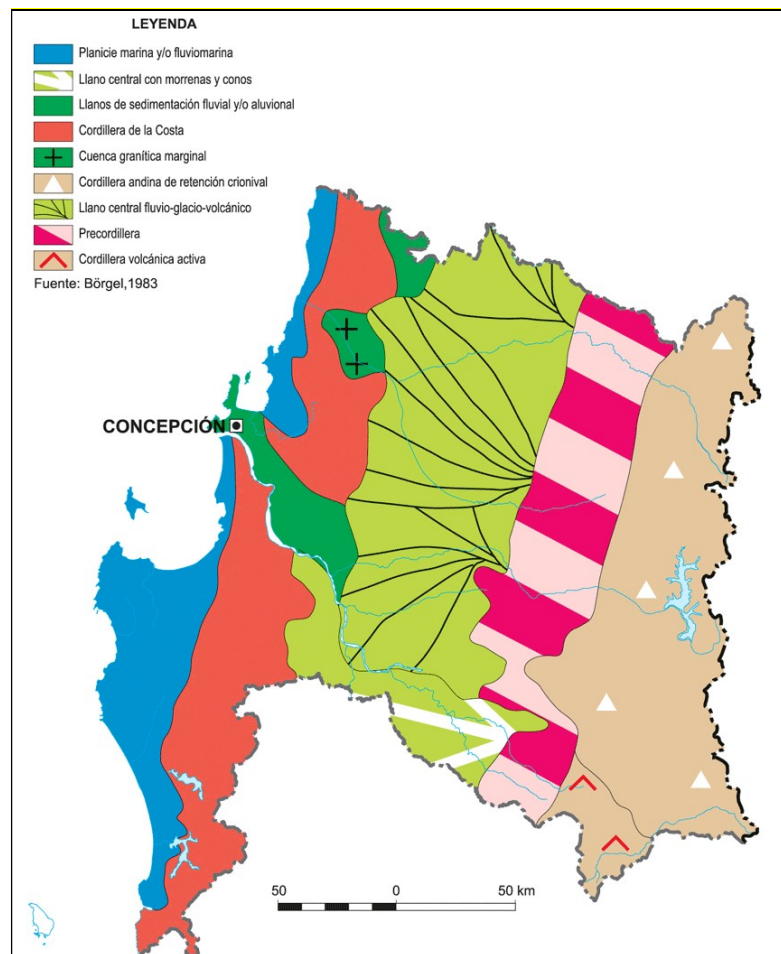 LEYENDA
Planicie marina y/o fluviomarina
Llano central con morrenas y conos
Llanos de sedimentación fluvial y/o aluvional
Cordillera de la Costa
Cuenca granítica marginal
Cordillera andina de retención crionival
Llano central fluvio-glacio-volcánico
Precordillera
Cordillera volcánica activa
Fuente: Börgel,1983
CONCEPCIÓN
50 0 50 km